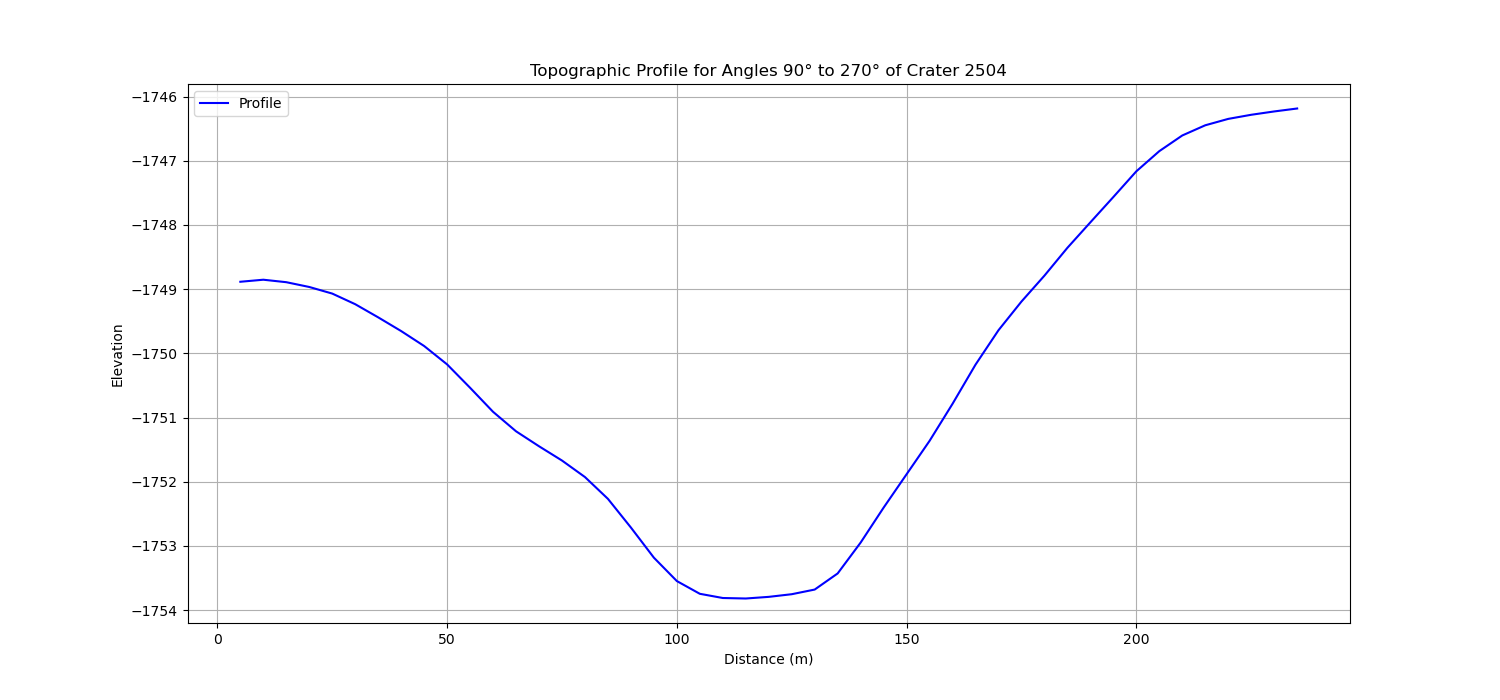 Topographic Profile for Angles 90° to 270° of Crater 2504
Profile
−1746
−1747
−1748
−1749
−1750
−1751
−1752
−1753
−1754
Elevation
0 50 100 150 200
Distance (m)